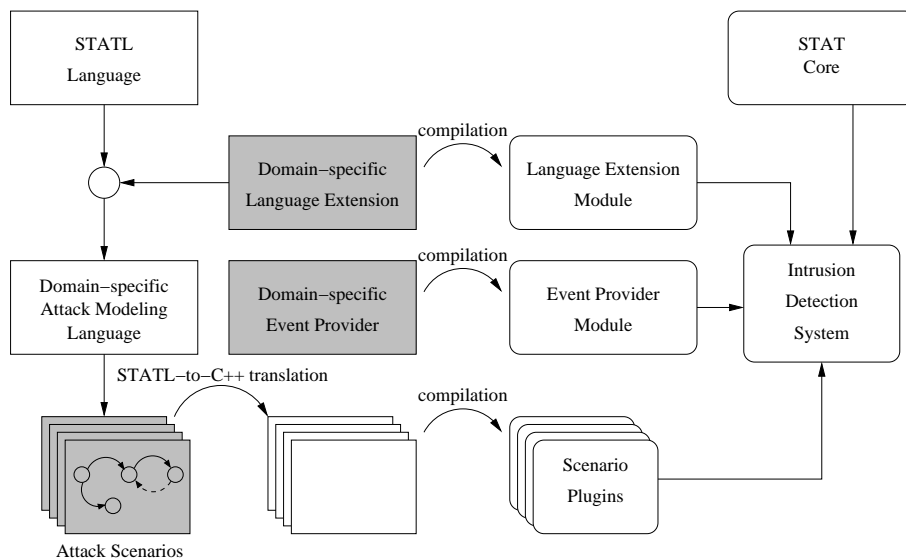 STATL
Language
STAT
Core
compilation
Domain−specific
Language Extension
Language Extension
Module
compilation
Domain−specific
Attack Modeling
Language
Domain−specific
Event Provider
Event Provider
Module
Intrusion
Detection
System
STATL−to−C++ translation
compilation
Scenario
Plugins
Attack Scenarios